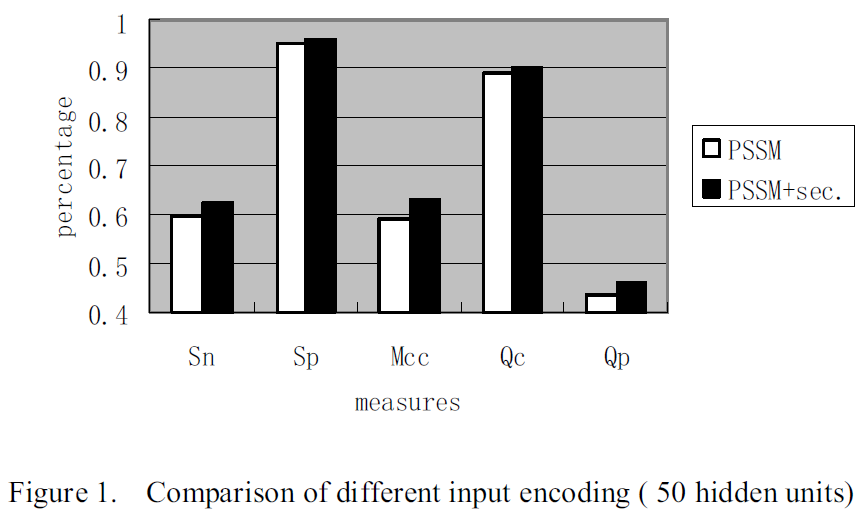 1
0.9
0.8
0.7
0.6
0.5
0.4
percentage
Sn Sp Mcc Qc Qp
measures
PSSM
PSSM+sec.
Figure 1. Comparison of different input encoding ( 50 hidden units)